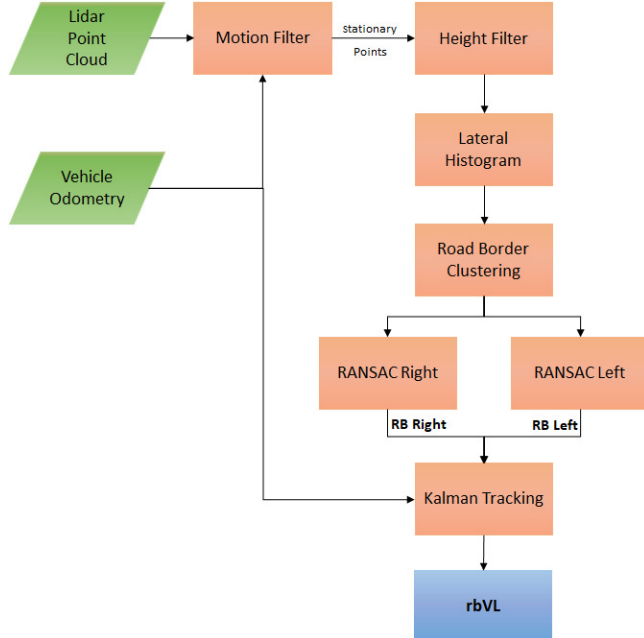 Lidar
Point
Cloud
Motion Filter
stationary
Points
Height Filter
Lateral
Histogram
Vehicle
Odometry
Road Border
Clustering
RANSAC Right
RANSAC Left
RB Right
RB Left
Kalman Tracking
rbVL